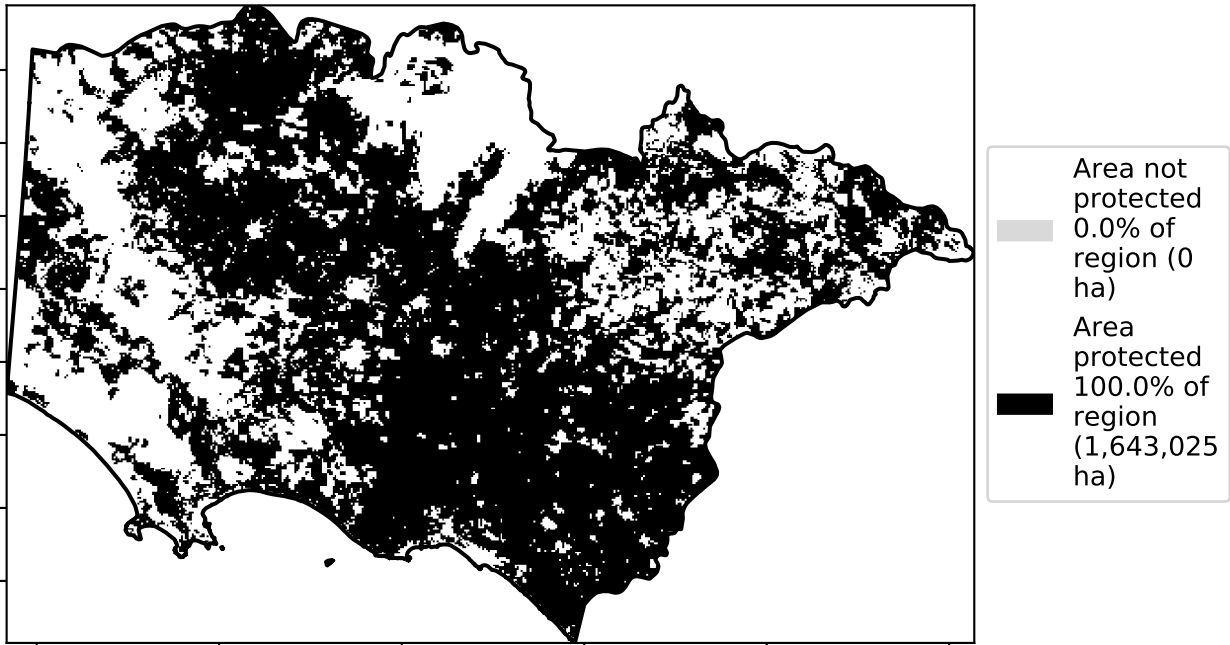 Area not
protected
0.0% of
region (0
ha)
Area
protected
100.0% of
region
(1,643,025
ha)